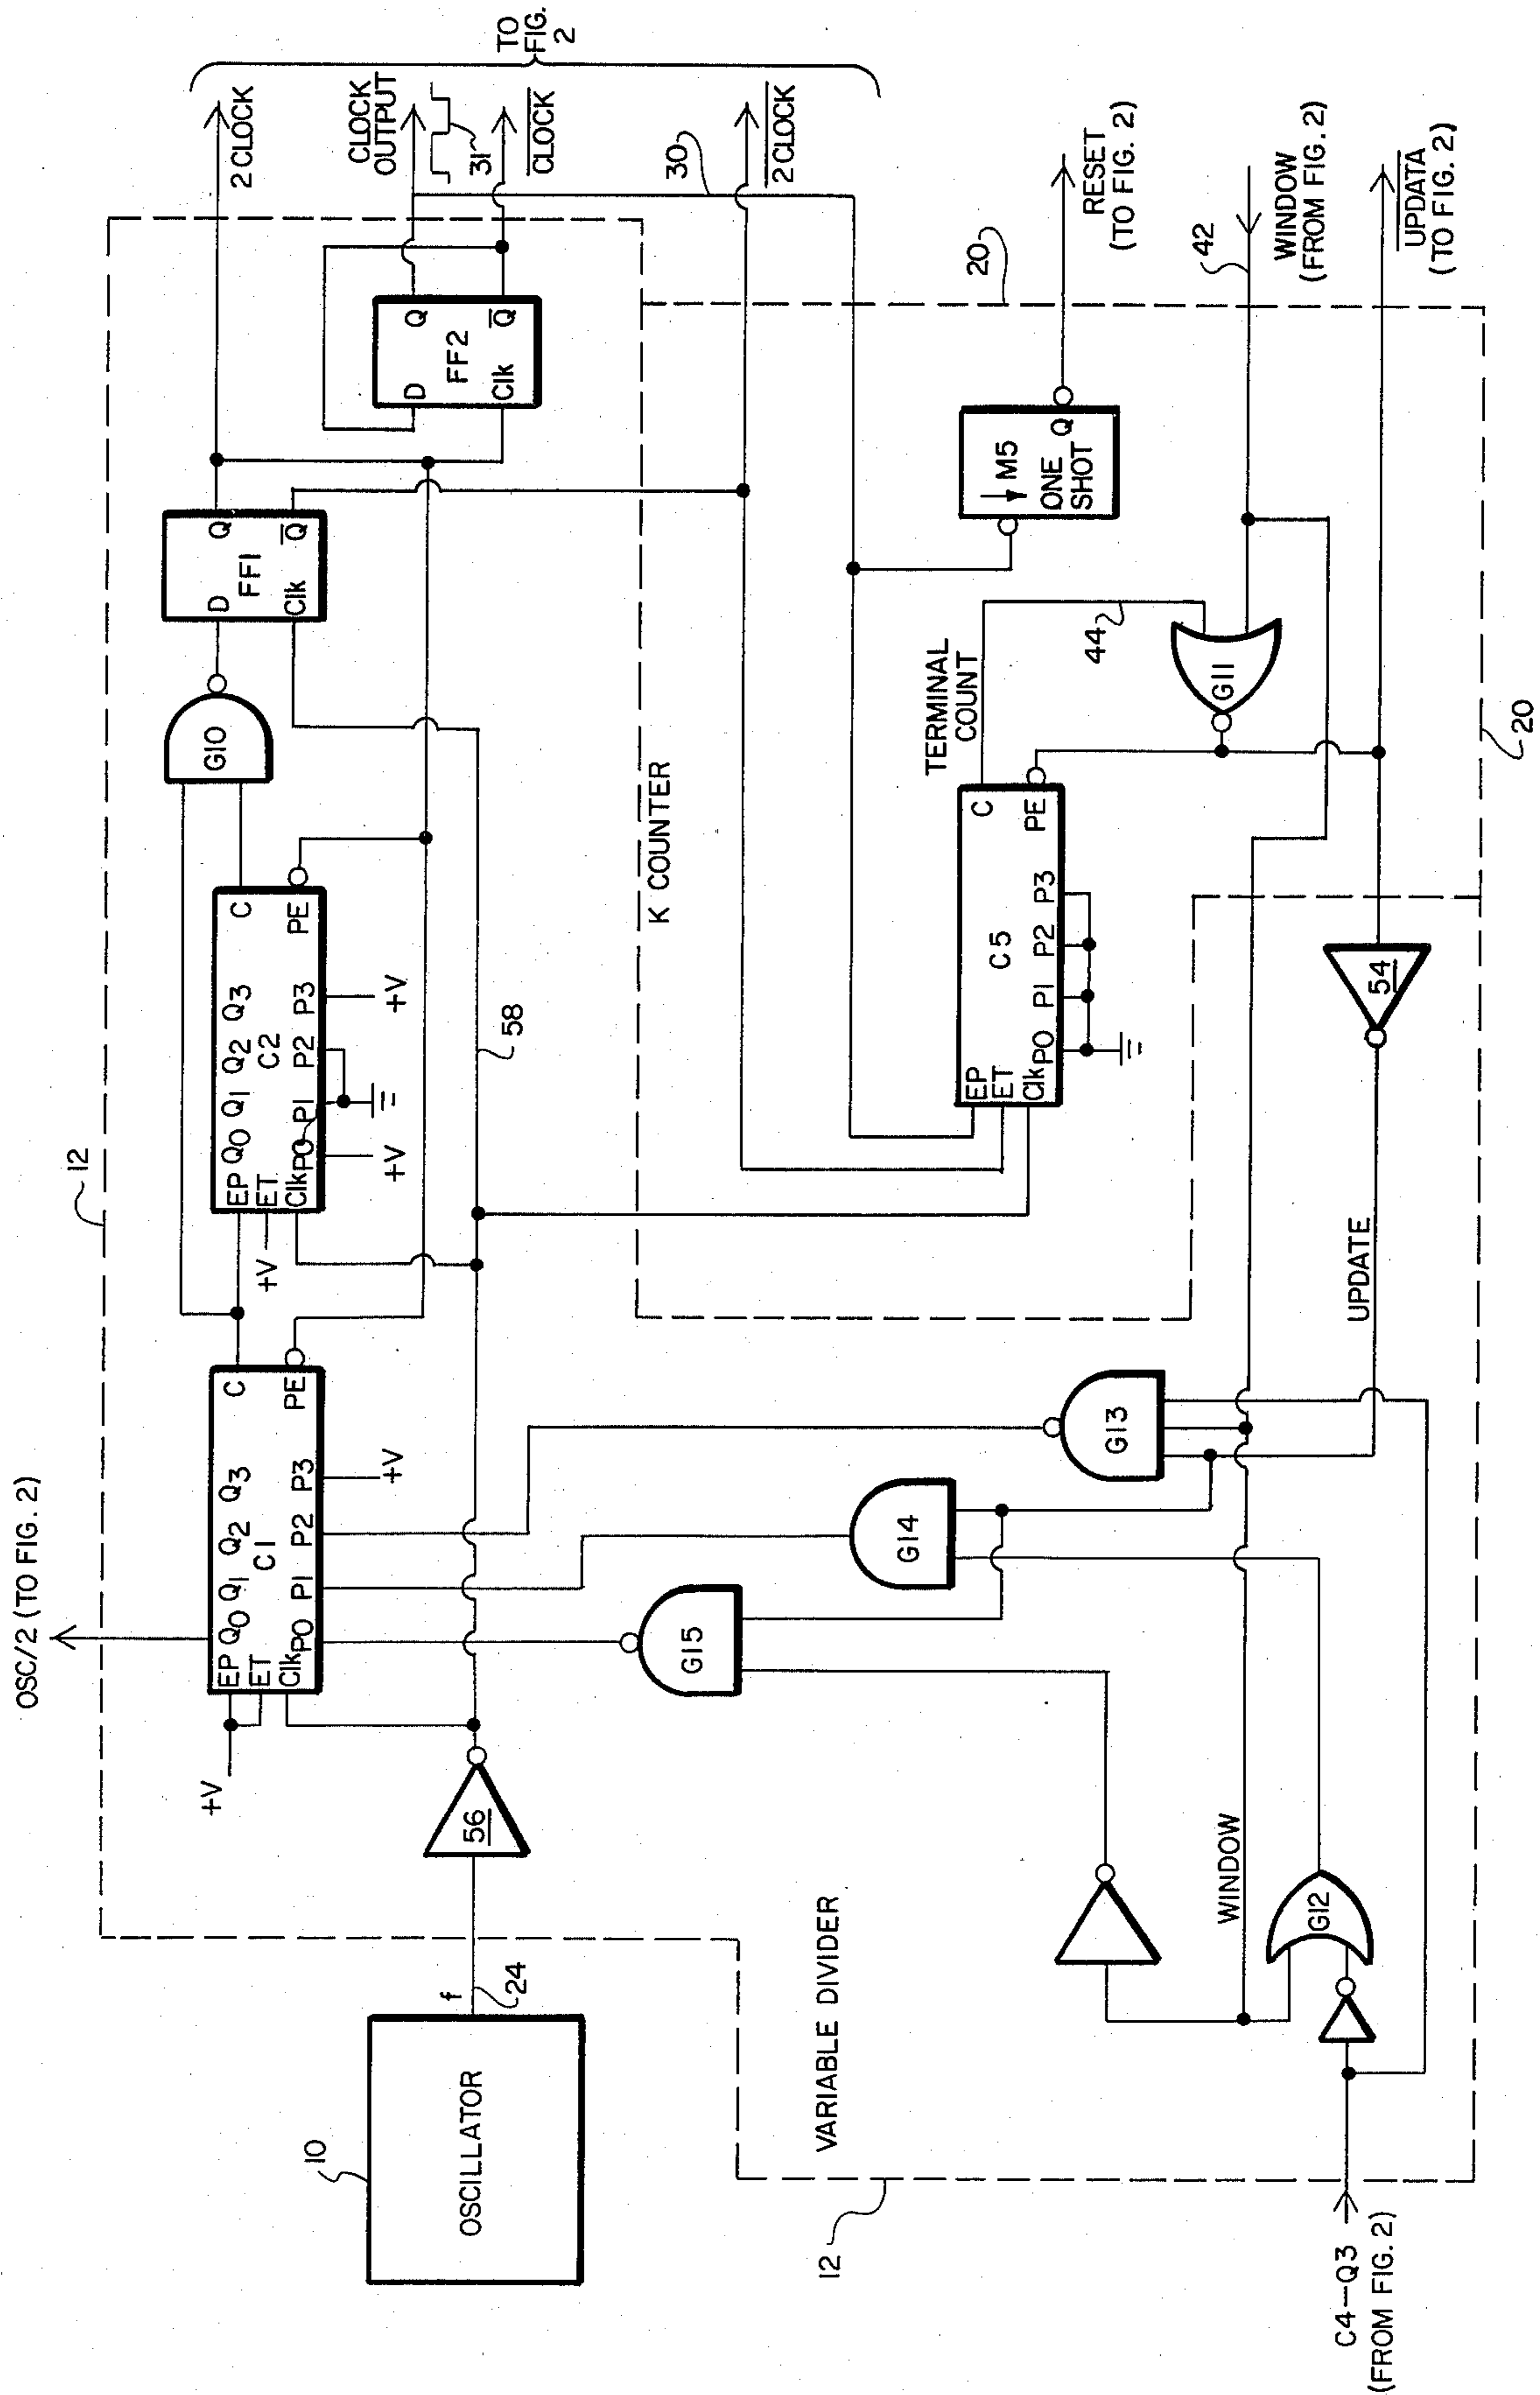 OSC/2 (TO FIG. 2)
12
+V
EP Q0 Q1 Q2 Q3 C
ET
C1
Clk P0 P1 P2 P3 PE
+V
+V
EP Q0 Q1 Q2 Q3 C
ET
C2
Clk P0 P1 P2 P3 PE
+V
+V
G10
D Q
FF1
Clk Q
D Q
FF2
Clk Q
2 CLOCK
CLOCK
OUTPUT
31
CLOCK
30
2 CLOCK
TO
FIG.
2
10
OSCILLATOR
f
24
56
58
K COUNTER
TERMINAL
COUNT
44
EP C
ET
C5
Clk P0 P1 P2 P3 PE
M5
ONE
SHOT
Q
20
RESET
(TO FIG. 2)
42
WINDOW
(FROM FIG. 2)
UPDATA
(TO FIG. 2)
G11
20
54
UPDATE
G15
G14
G13
VARIABLE DIVIDER
12
WINDOW
G12
C4-Q3
(FROM FIG. 2)